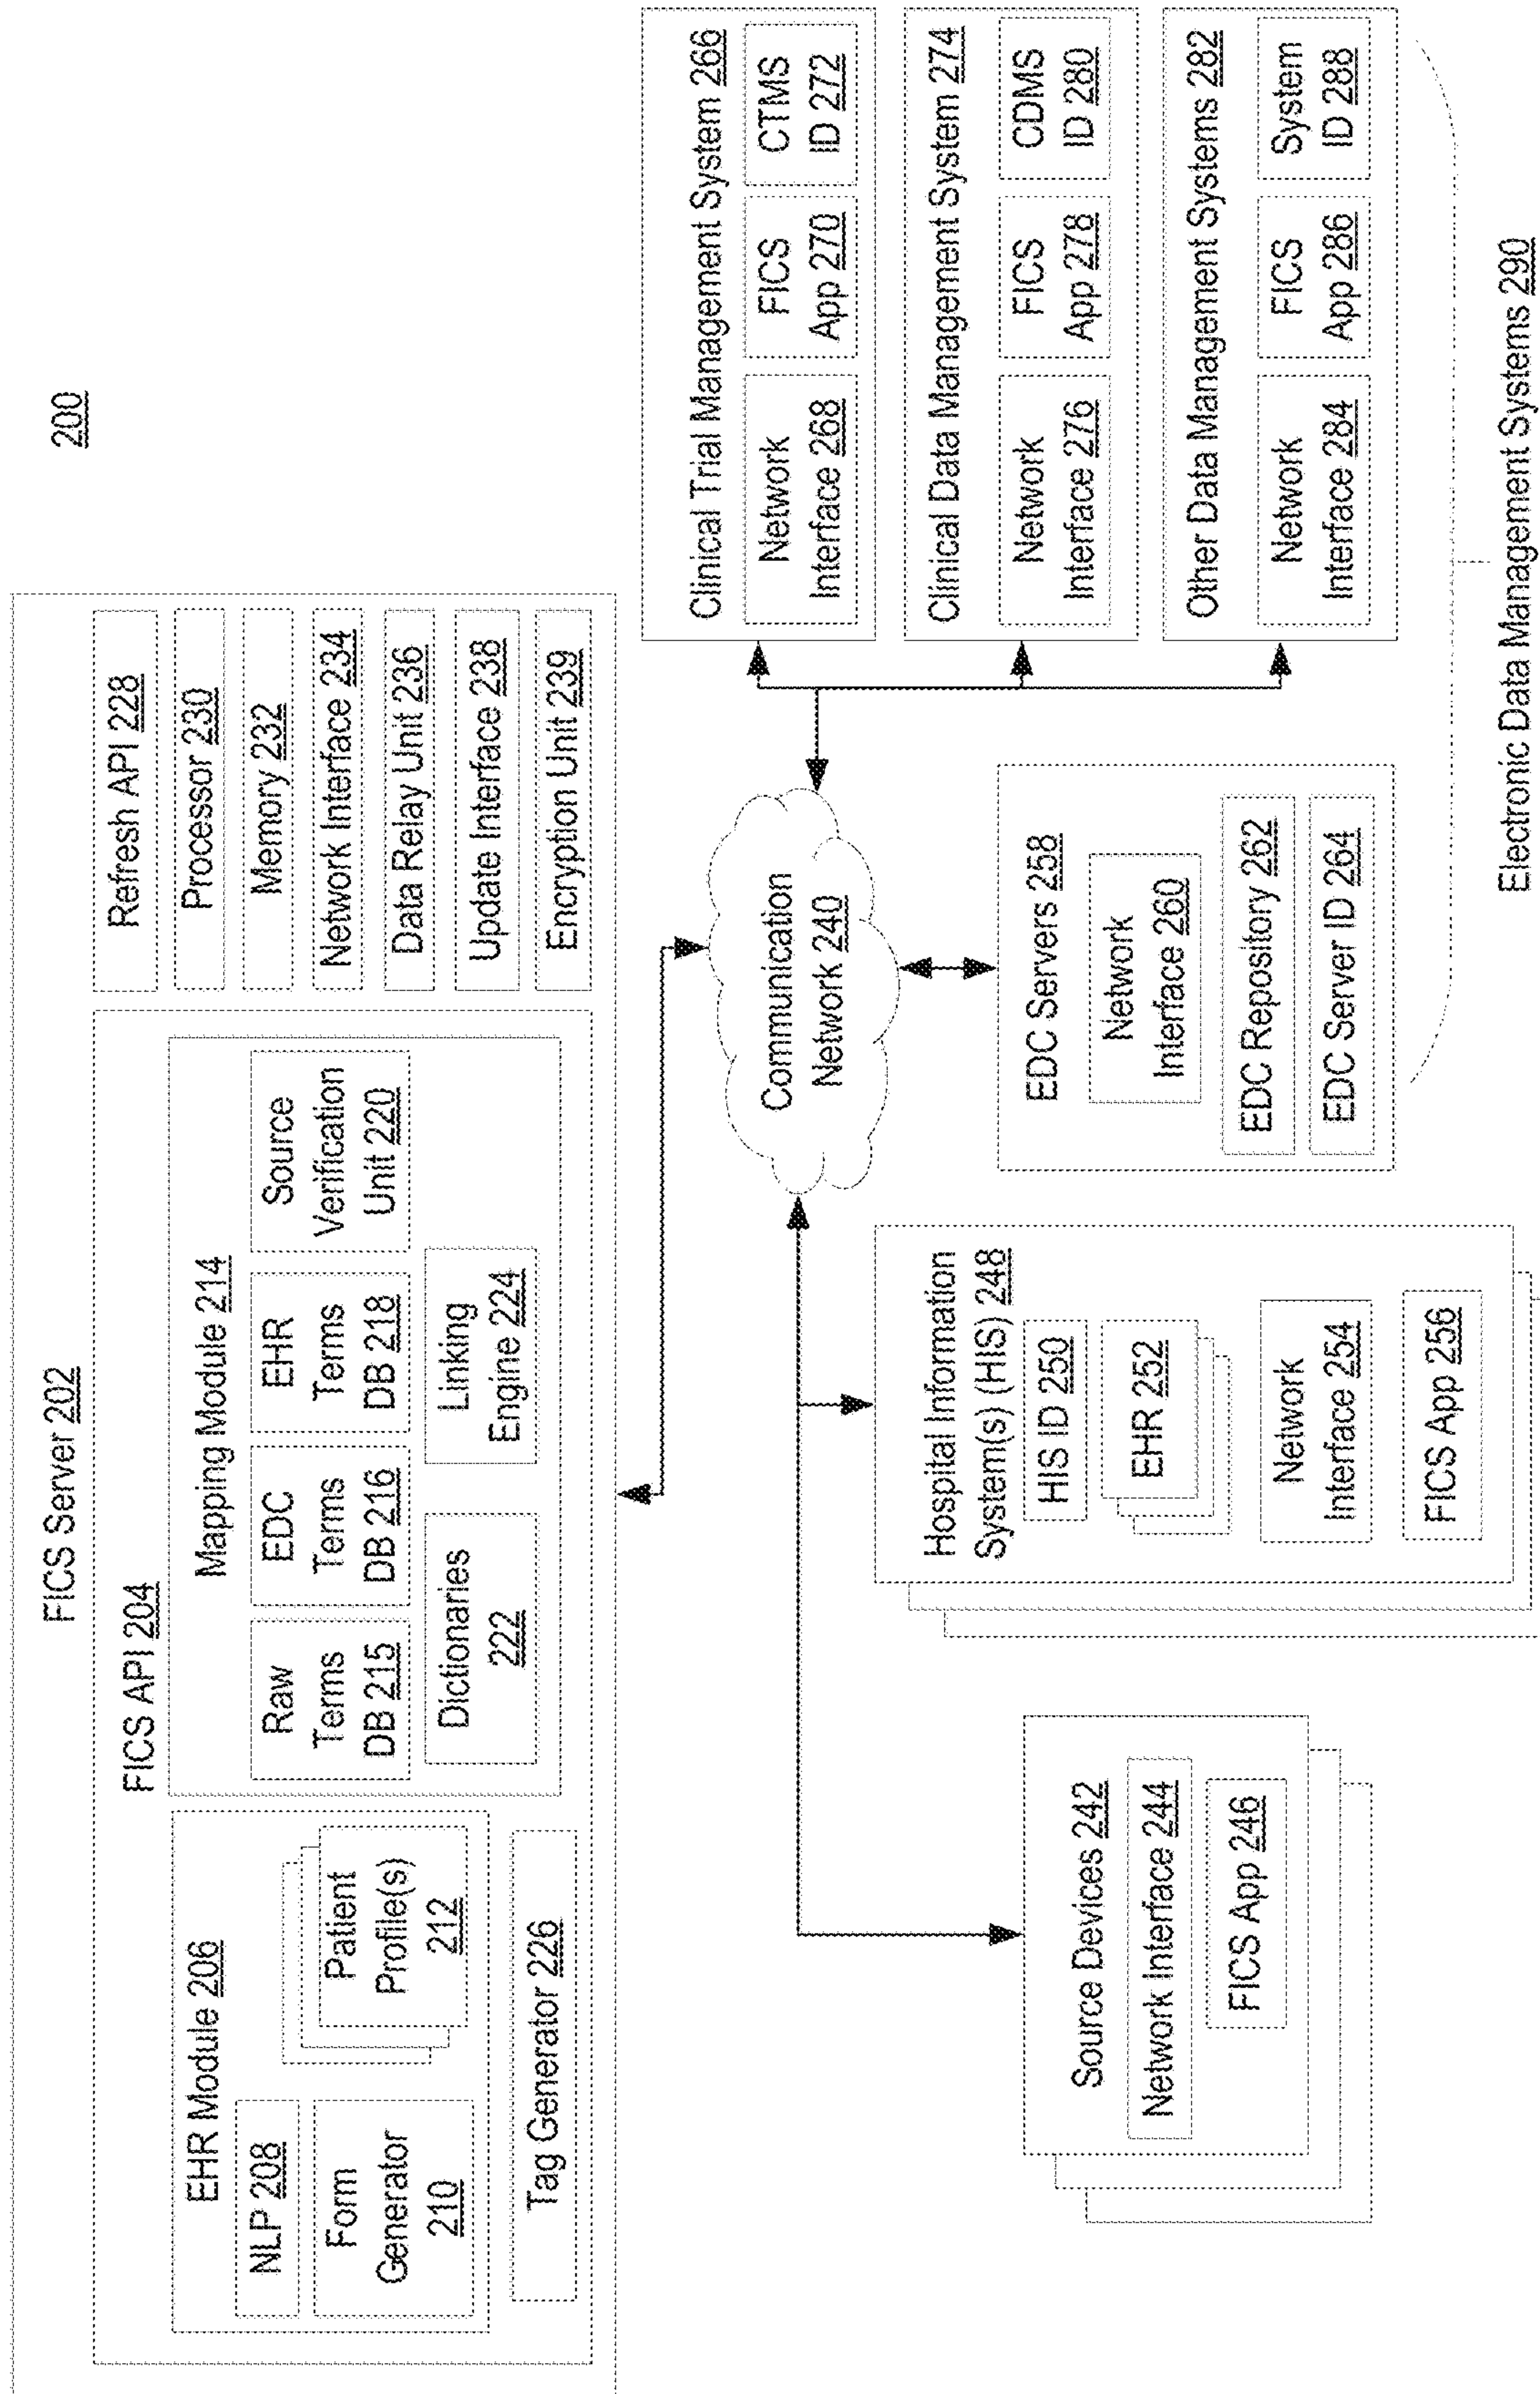 200
FICS Server 202
FICS API 204
EHR Module 206
NLP 208
Form
Generator
210
Patient
Profile(s)
212
Tag Generator 226
Mapping Module 214
Raw
Terms
DB 215
EDC
Terms
DB 216
EHR
Terms
DB 218
Source
Verification
Unit 220
Dictionaries
222
Linking
Engine 224
Refresh API 228
Processor 230
Memory 232
Network Interface 234
Data Relay Unit 236
Update Interface 238
Encryption Unit 239
Communication
Network 240
Source Devices 242
Network Interface 244
FICS App 246
Hospital Information
System(s) (HIS) 248
HIS ID 250
EHR 252
Network
Interface 254
FICS App 256
EDC Servers 258
Network
Interface 260
EDC Repository 262
EDC Server ID 264
Clinical Trial Management System 266
Network
Interface 268
FICS
App 270
CTMS
ID 272
Clinical Data Management System 274
Network
Interface 276
FICS
App 278
CDMS
ID 280
Other Data Management Systems 282
Network
Interface 284
FICS
App 286
System
ID 288
Electronic Data Management Systems 290